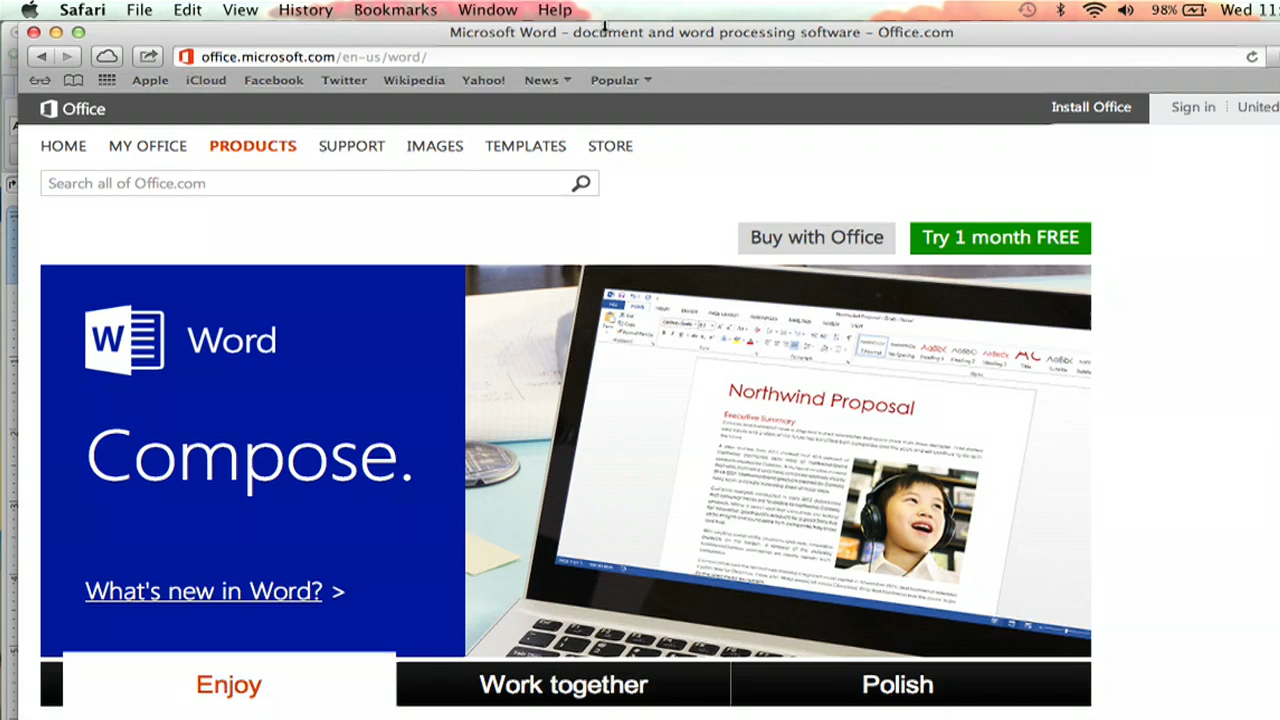 Safari File Edit View History Bookmarks Window Help 98% Wed 11:
Microsoft Word – document and word processing software – Office.com
office.microsoft.com/en-us/word/
Apple iCloud Facebook Twitter Wikipedia Yahoo! News Popular
Office Install Office Sign in United
HOME MY OFFICE PRODUCTS SUPPORT IMAGES TEMPLATES STORE
Search all of Office.com
Buy with Office Try 1 month FREE
W Word
Compose.
What's new in Word? >
Northwind Proposal
Executive Summary
Enjoy Work together Polish